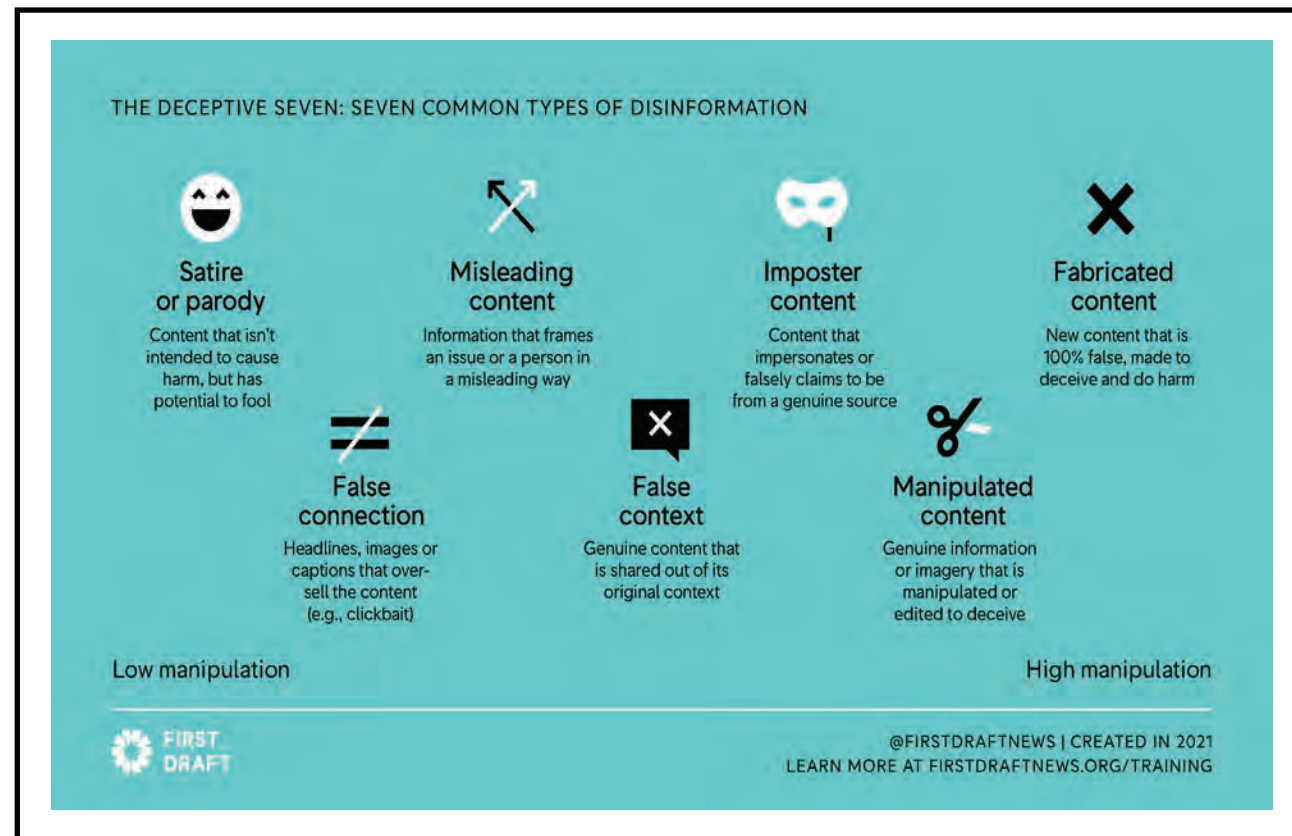 THE DECEPTIVE SEVEN: SEVEN COMMON TYPES OF DISINFORMATION
Satire
or parody
Content that isn't
intended to cause
harm, but has
potential to fool
Misleading
content
Information that frames
an issue or a person in
a misleading way
Imposter
content
Content that
impersonates or
falsely claims to be
from a genuine source
Fabricated
content
New content that is
100% false, made to
deceive and do harm
False
connection
Headlines, images or
captions that over-
sell the content
(e.g., clickbait)
False
context
Genuine content that
is shared out of its
original context
Manipulated
content
Genuine information
or imagery that is
manipulated or
edited to deceive
Low manipulation
High manipulation
FIRST
DRAFT
@FIRSTDRAFTNEWS | CREATED IN 2021
LEARN MORE AT FIRSTDRAFTNEWS.ORG/TRAINING